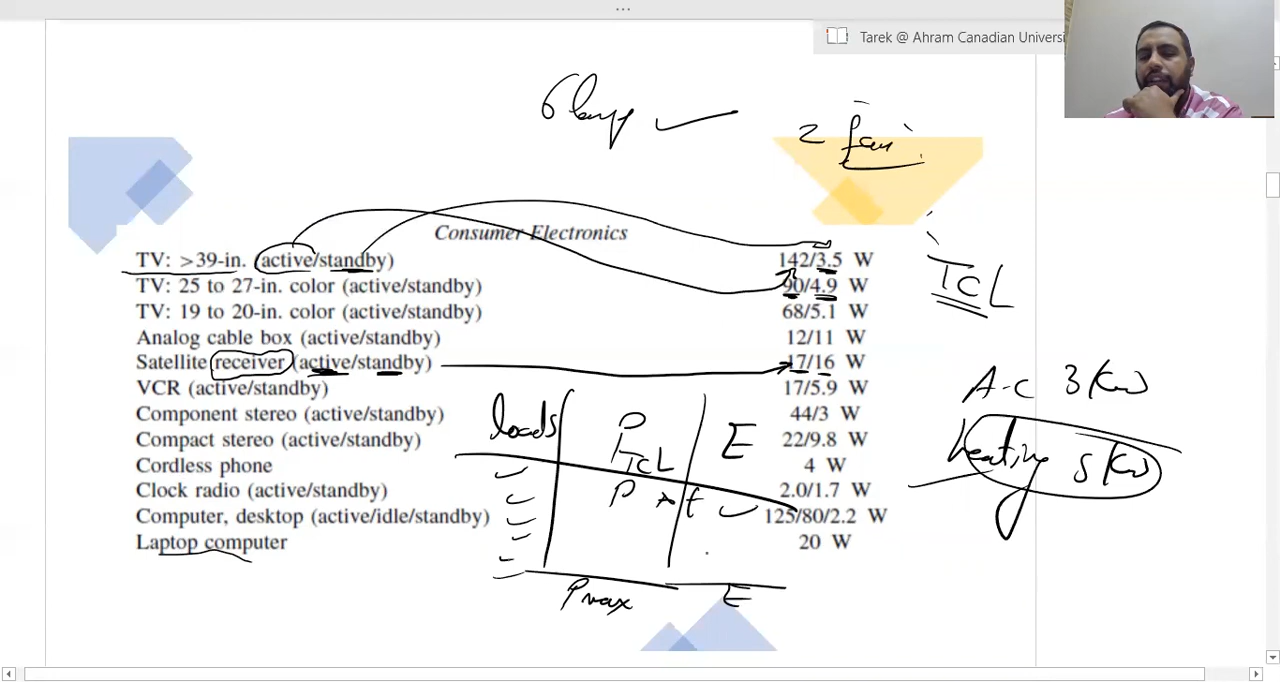 Tarek @ Ahram Canadian Universi
6 lamp
2 fan
Consumer Electronics
TV: >39-in. (active/standby) 142/3.5 W
TV: 25 to 27-in. color (active/standby) 90/4.9 W
TV: 19 to 20-in. color (active/standby) 68/5.1 W
Analog cable box (active/standby) 12/11 W
Satellite receiver (active/standby) 17/16 W
VCR (active/standby) 17/5.9 W
Component stereo (active/standby) 44/3 W
Compact stereo (active/standby) 22/9.8 W
Cordless phone 4 W
Clock radio (active/standby) 2.0/1.7 W
Computer, desktop (active/idle/standby) 125/80/2.2 W
Laptop computer 20 W
TCL
A-C 3 Kw
heating 5 Kw
loads P TCL E
P
Pmax E